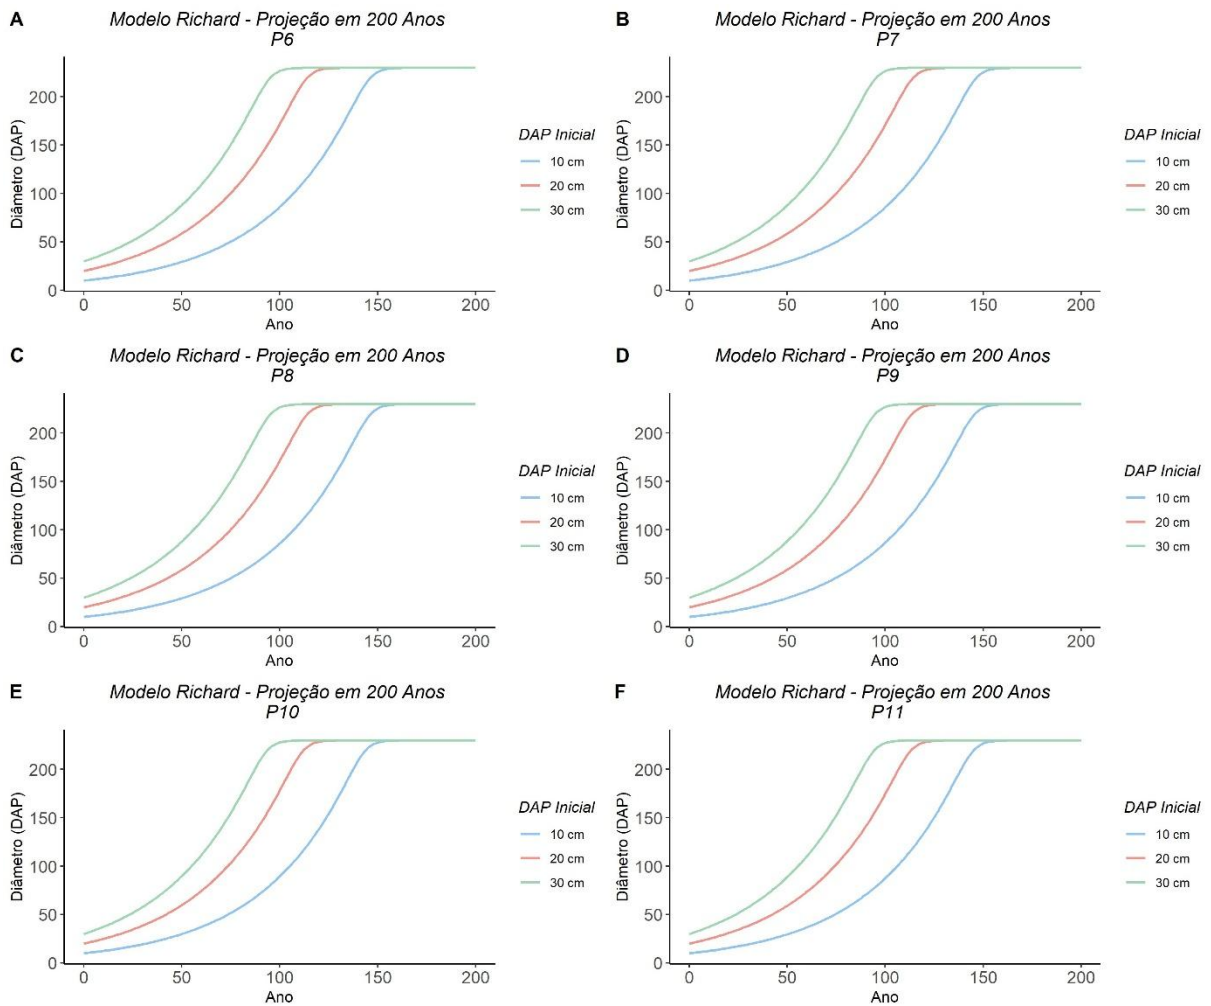 A
Modelo Richard - Projeção em 200 Anos
P6
Diâmetro (DAP)
200
150
100
50
0
0 50 100 150 200
Ano
DAP Inicial
10 cm
20 cm
30 cm
B
Modelo Richard - Projeção em 200 Anos
P7
Diâmetro (DAP)
200
150
100
50
0
0 50 100 150 200
Ano
DAP Inicial
10 cm
20 cm
30 cm
C
Modelo Richard - Projeção em 200 Anos
P8
Diâmetro (DAP)
200
150
100
50
0
0 50 100 150 200
Ano
DAP Inicial
10 cm
20 cm
30 cm
D
Modelo Richard - Projeção em 200 Anos
P9
Diâmetro (DAP)
200
150
100
50
0
0 50 100 150 200
Ano
DAP Inicial
10 cm
20 cm
30 cm
E
Modelo Richard - Projeção em 200 Anos
P10
Diâmetro (DAP)
200
150
100
50
0
0 50 100 150 200
Ano
DAP Inicial
10 cm
20 cm
30 cm
F
Modelo Richard - Projeção em 200 Anos
P11
Diâmetro (DAP)
200
150
100
50
0
0 50 100 150 200
Ano
DAP Inicial
10 cm
20 cm
30 cm